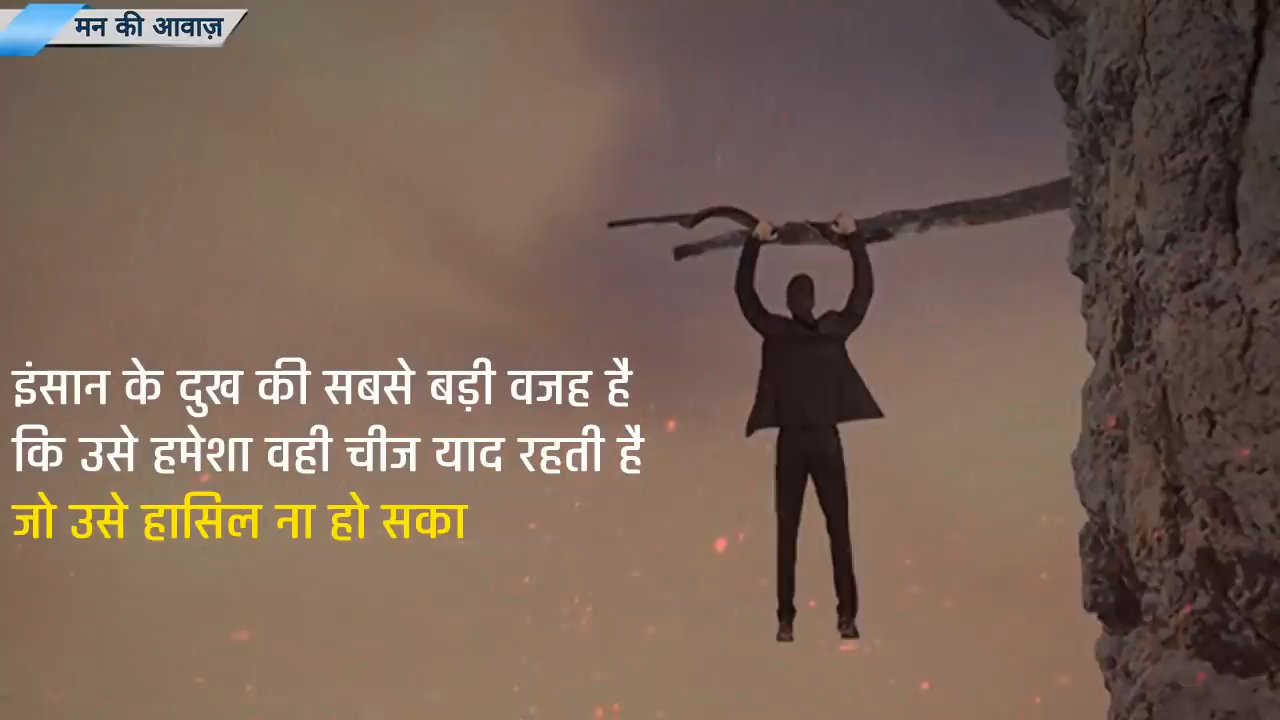 मन की आवाज़
इंसान के दुख की सबसे बड़ी वजह है
कि उसे हमेशा वही चीज याद रहती है
जो उसे हासिल ना हो सका